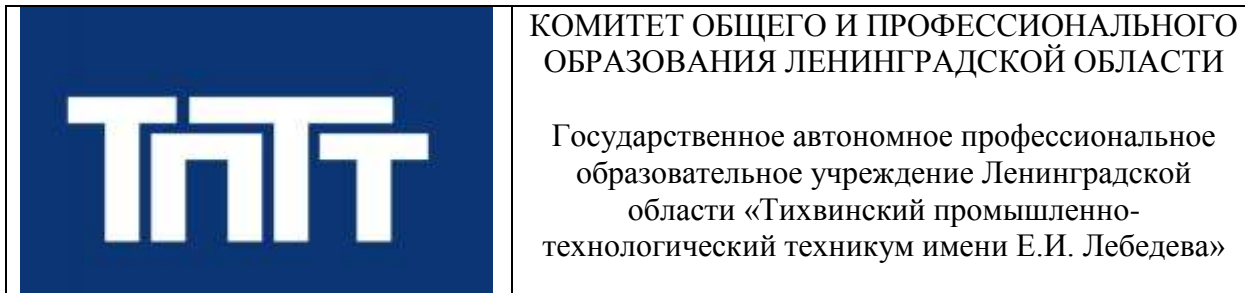 ТПТТ
КОМИТЕТ ОБЩЕГО И ПРОФЕССИОНАЛЬНОГО
ОБРАЗОВАНИЯ ЛЕНИНГРАДСКОЙ ОБЛАСТИ
Государственное автономное профессиональное
образовательное учреждение Ленинградской
области «Тихвинский промышленно-
технологический техникум имени Е.И. Лебедева»